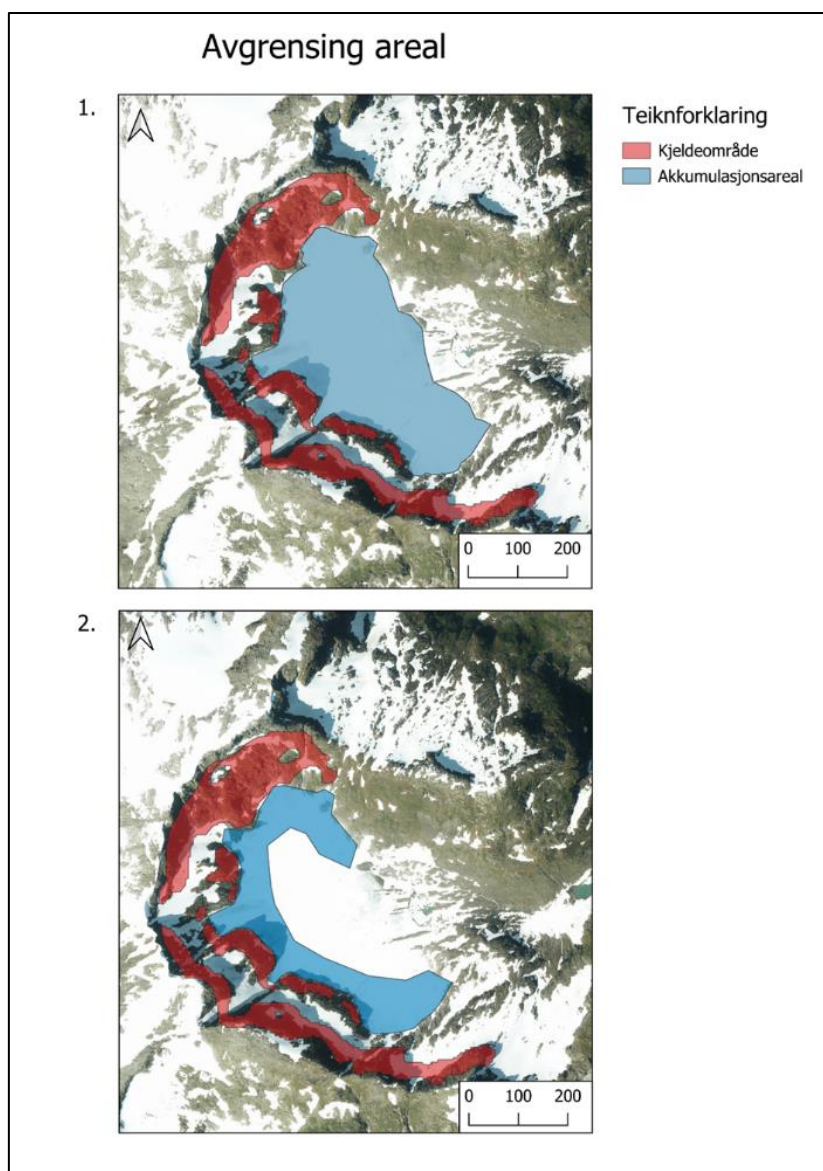 Avgrensing areal
1.
Teiknforklaring
Kjeldeområde
Akkumulasjonsareal
0 100 200
2.
0 100 200